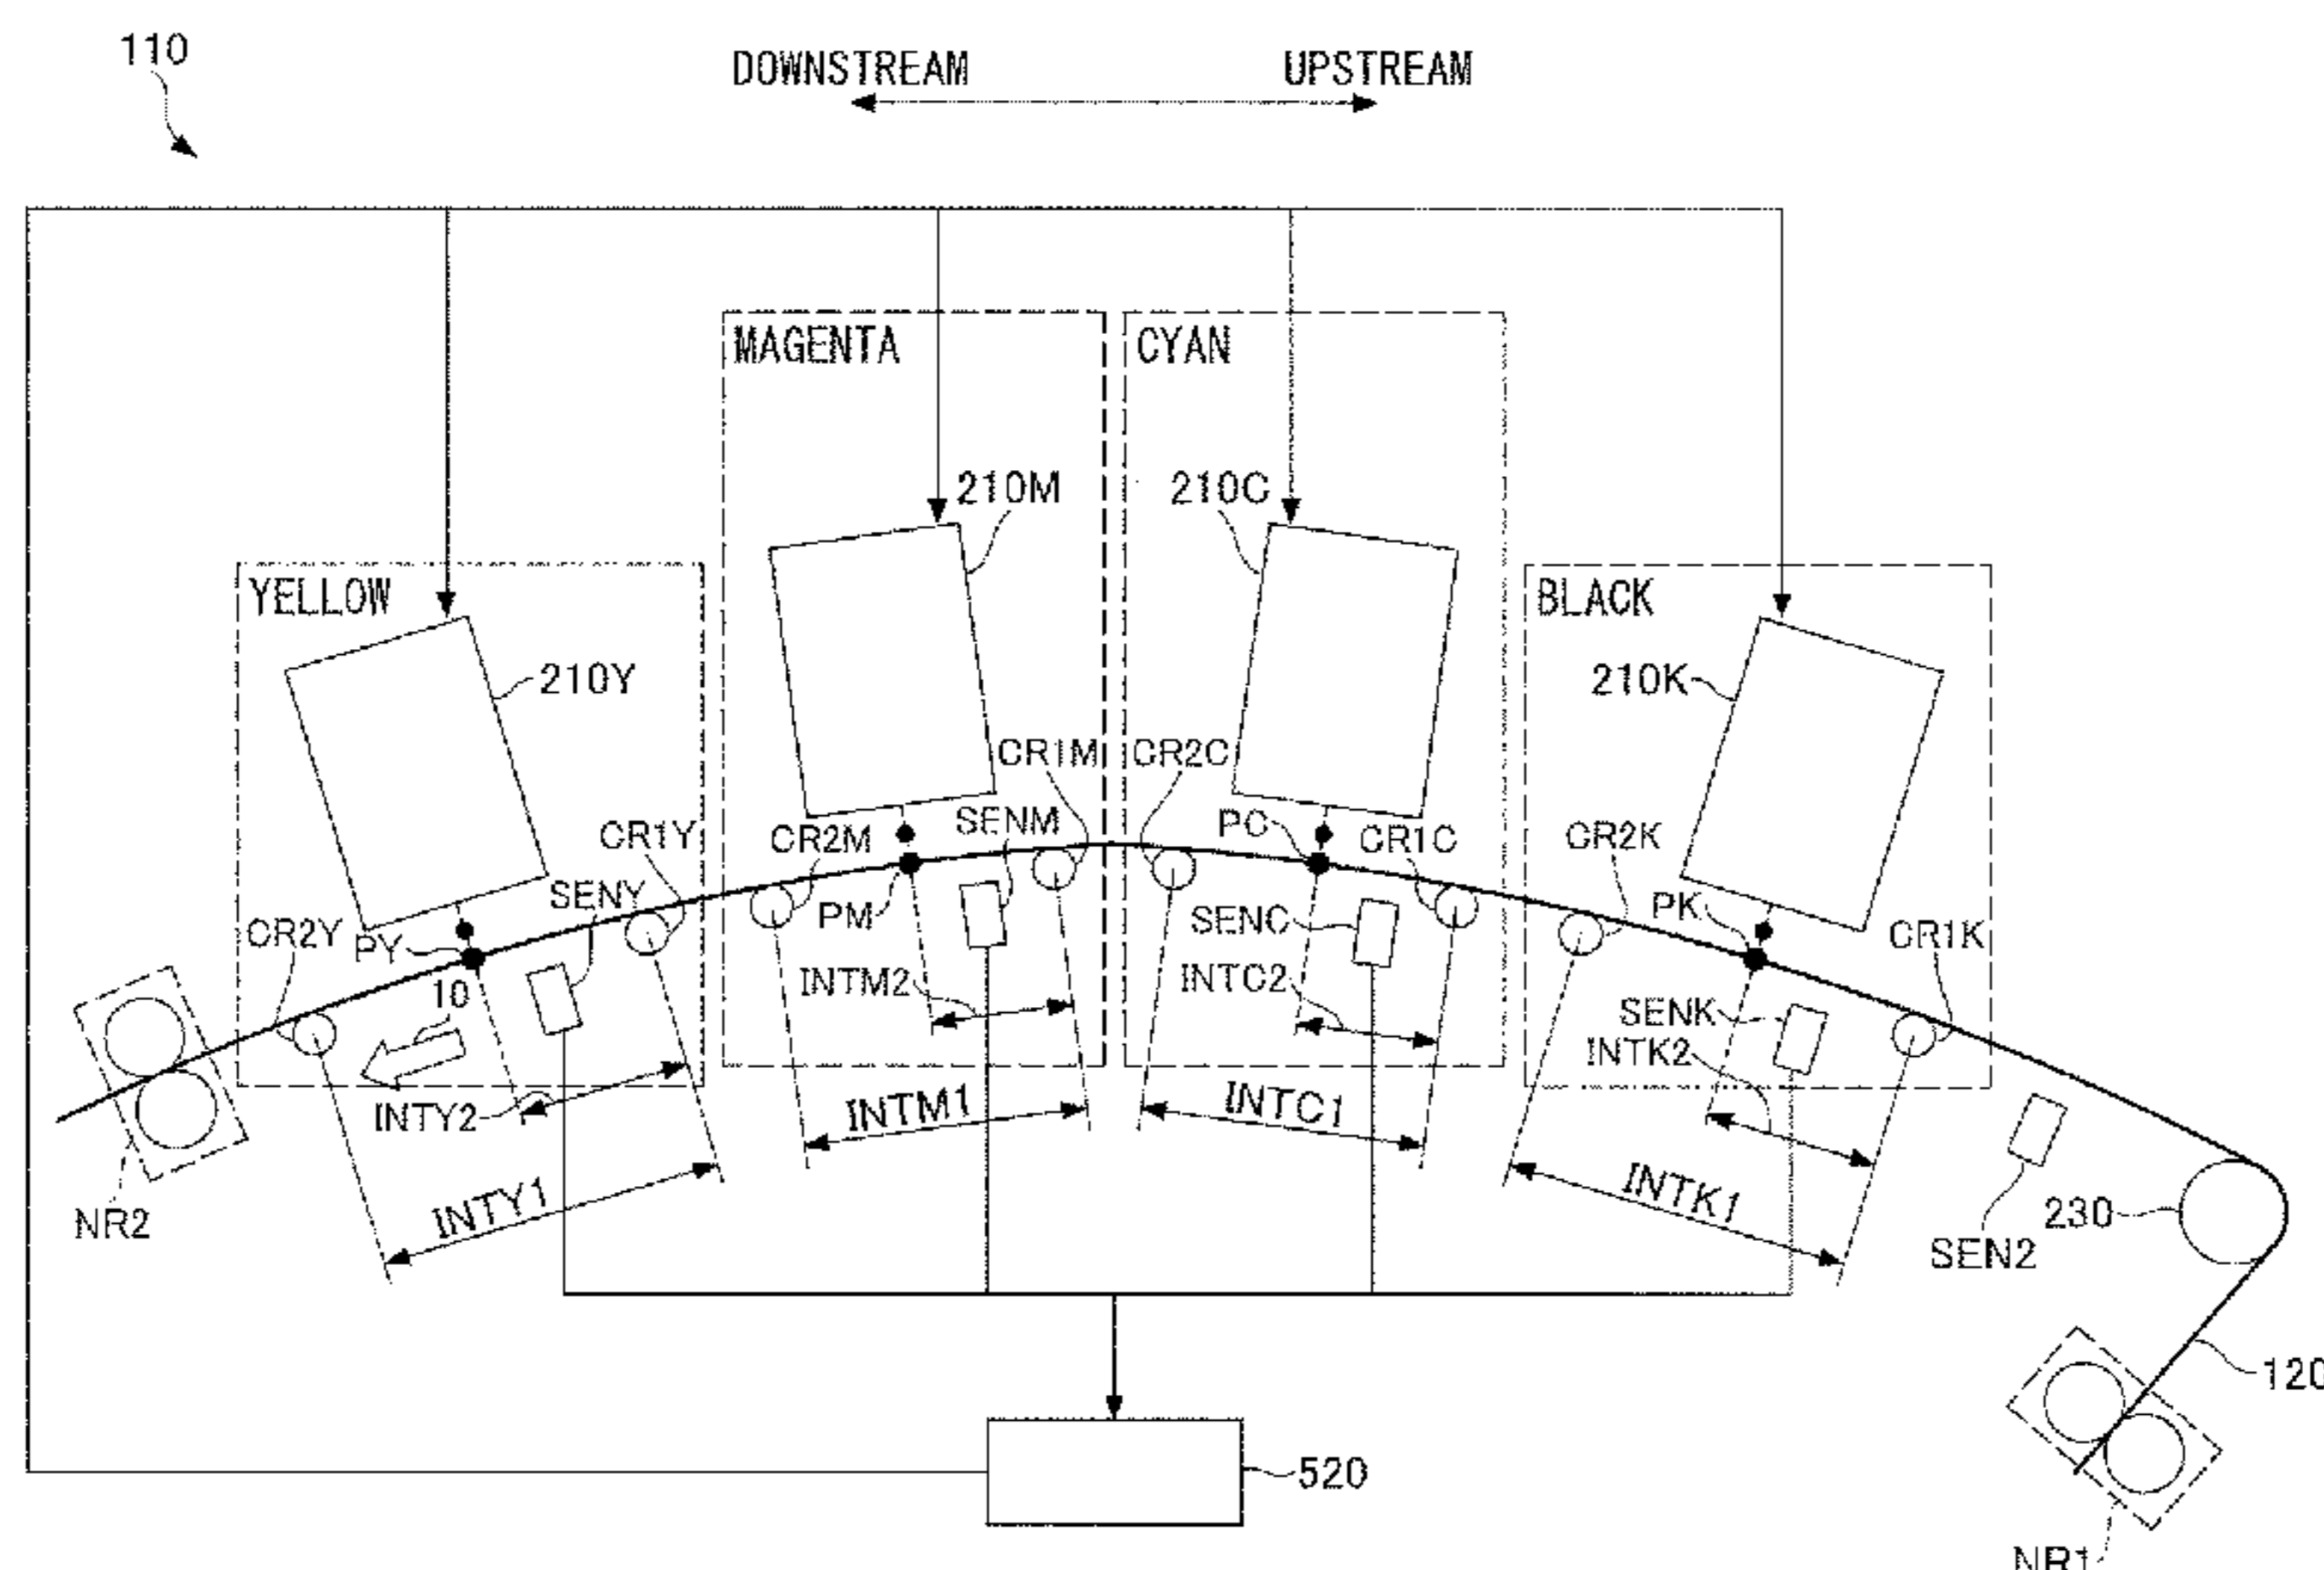 110
DOWNSTREAM
UPSTREAM
MAGENTA
CYAN
210M
210C
YELLOW
BLACK
210Y
210K
CR1M
CR2C
CR1Y
CR2M
SENM
PC
CR1C
CR2K
SENY
PM
SENC
PK
CR2Y
PY
CR1K
10
INTM2
INTC2
SENK
INTK2
INTY2
INTM1
INTC1
INTY1
INTK1
NR2
230
SEN2
120
520
NR1